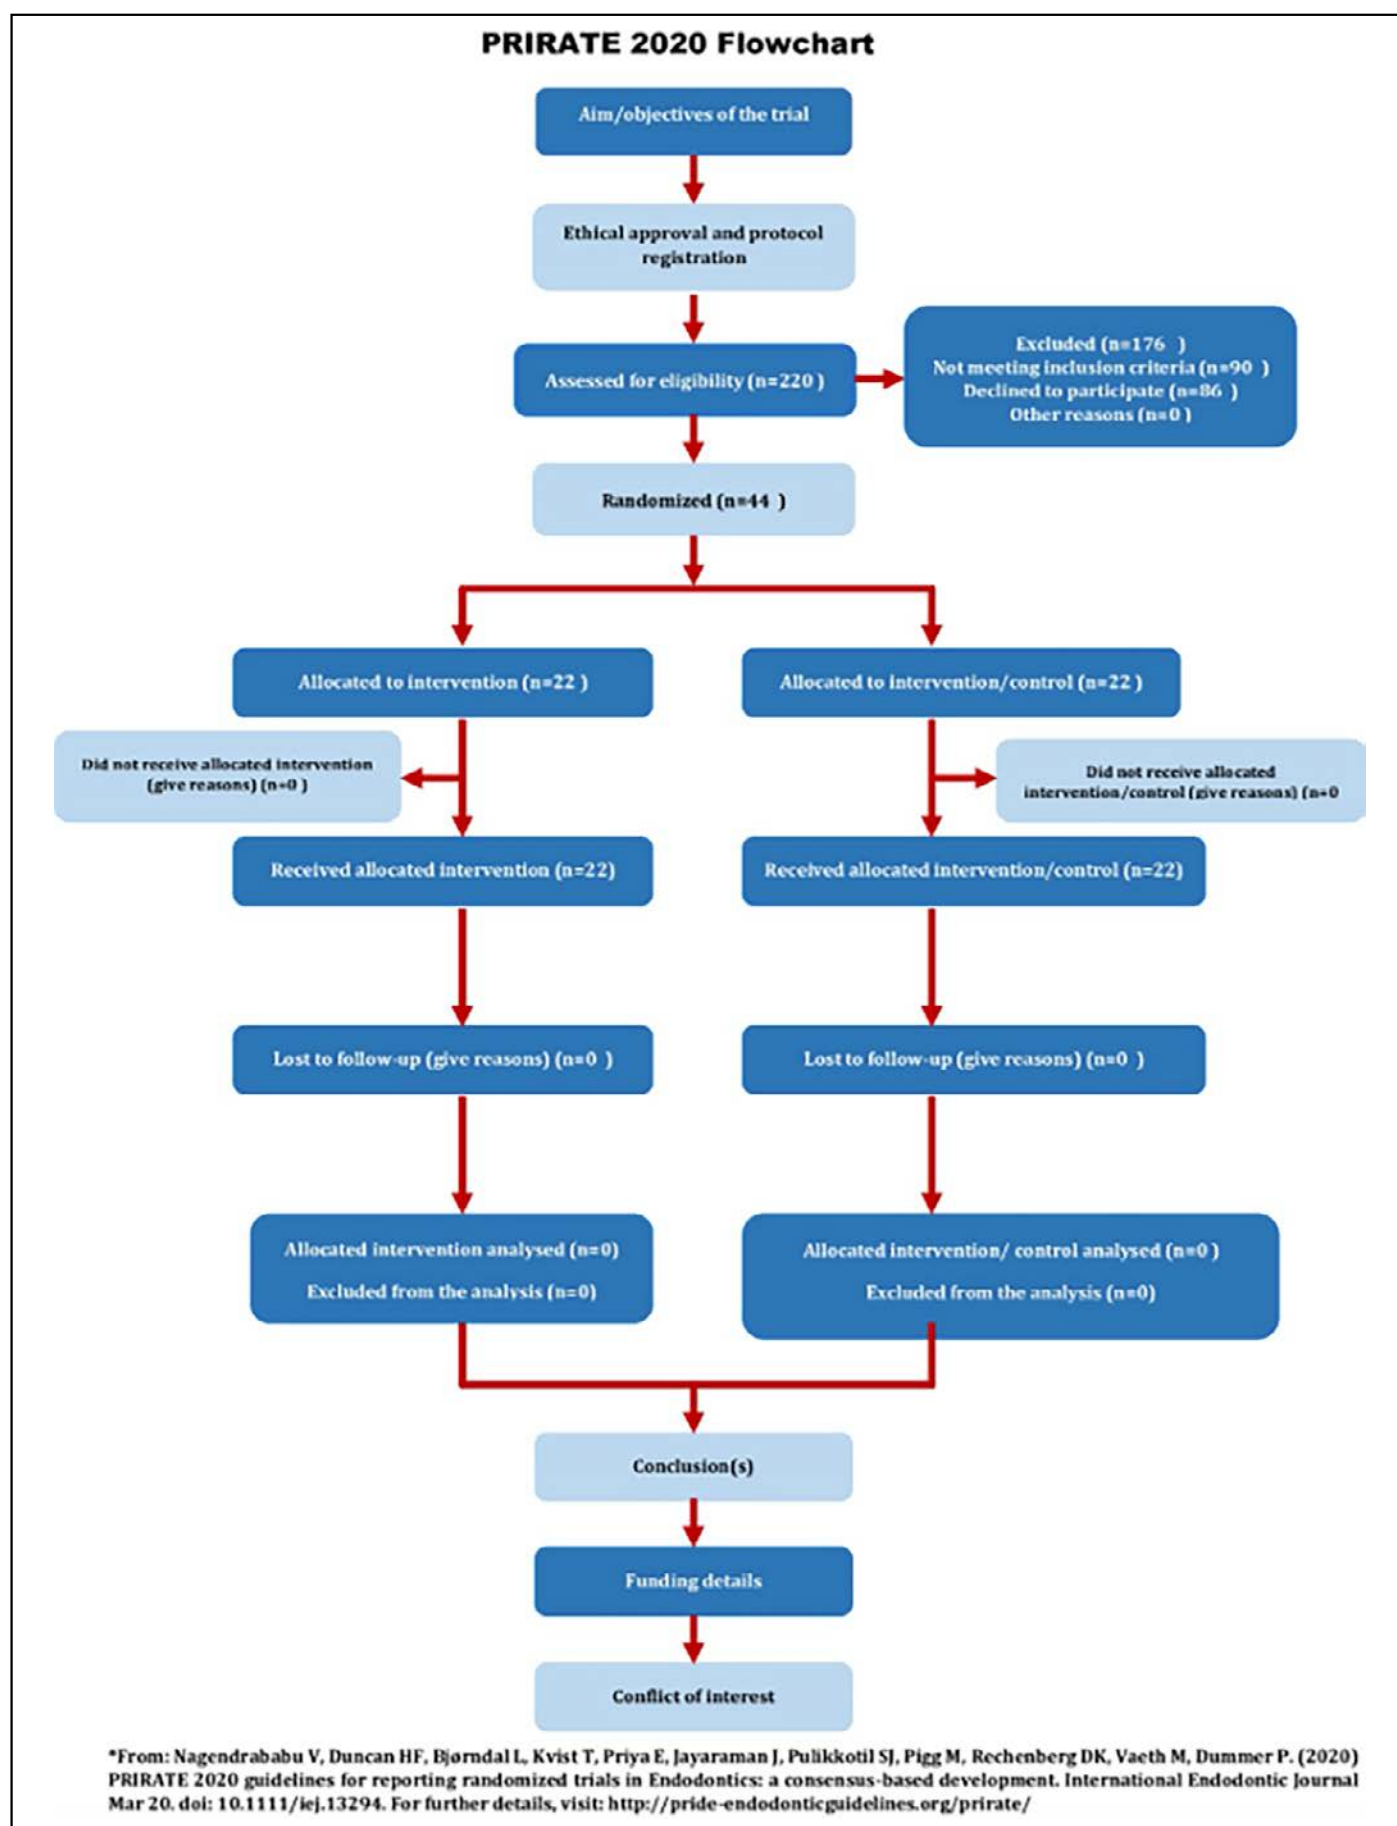 PRIRATE 2020 Flowchart
Aim/objectives of the trial
Ethical approval and protocol
registration
Assessed for eligibility (n=220 )
Excluded (n=176 )
Not meeting inclusion criteria (n=90 )
Declined to participate (n=86 )
Other reasons (n=0 )
Randomized (n=44 )
Allocated to intervention (n=22 )
Allocated to intervention/control (n=22 )
Did not receive allocated intervention
(give reasons) (n=0 )
Did not receive allocated
intervention/control (give reasons) (n=0
Received allocated intervention (n=22)
Received allocated intervention/control (n=22)
Lost to follow-up (give reasons) (n=0 )
Lost to follow-up (give reasons) (n=0 )
Allocated intervention analysed (n=0)
Excluded from the analysis (n=0)
Allocated intervention/ control analysed (n=0 )
Excluded from the analysis (n=0)
Conclusion(s)
Funding details
Conflict of interest
*From: Nagendrababu V, Duncan HF, Bjørndal L, Kvist T, Priya E, Jayaraman J, Pulikkotil SJ, Pigg M, Rechenberg DK, Vaeth M, Dummer P. (2020)
PRIRATE 2020 guidelines for reporting randomized trials in Endodontics: a consensus-based development. International Endodontic Journal
Mar 20. doi: 10.1111/iej.13294. For further details, visit: http://pride-endodonticguidelines.org/prirate/